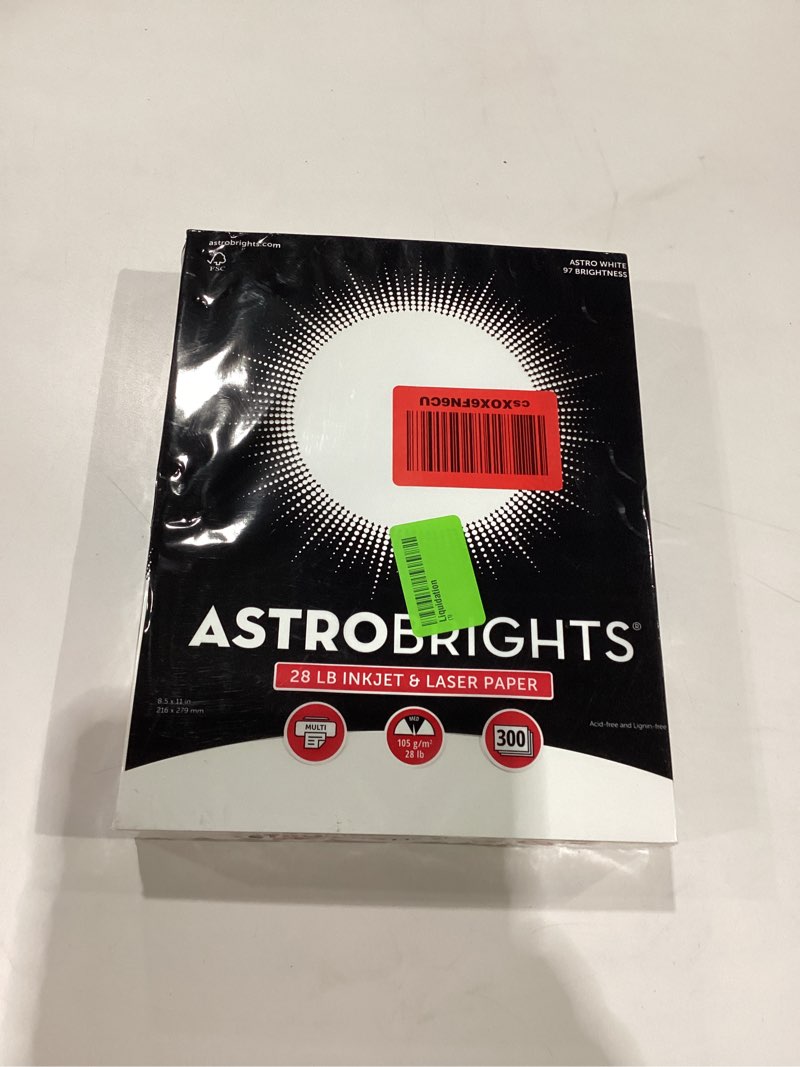 astrobrights.com
FSC
ASTRO WHITE
97 BRIGHTNESS
csXOX6FN6CU
Liquidation
(1)
ASTROBRIGHTS®
28 LB INKJET & LASER PAPER
8.5 x 11 in
216 x 279 mm
MULTI
MED
105 g/m²
28 lb
300
Acid-free and Lignin-free